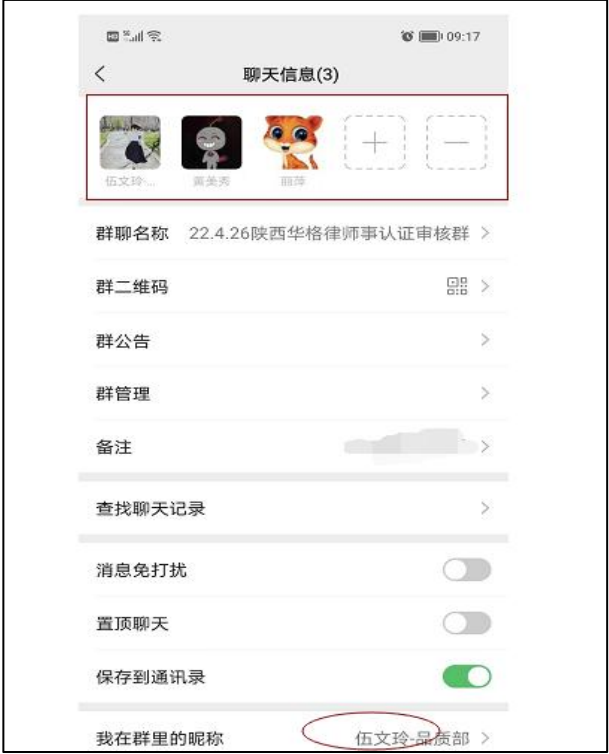 HD 5G 09:17
聊天信息(3)
伍文玲-... 黄美秀 丽萍
群聊名称 22.4.26陕西华格律师事认证审核群
群二维码
群公告
群管理
备注
查找聊天记录
消息免打扰
置顶聊天
保存到通讯录
我在群里的昵称 伍文玲-品质部